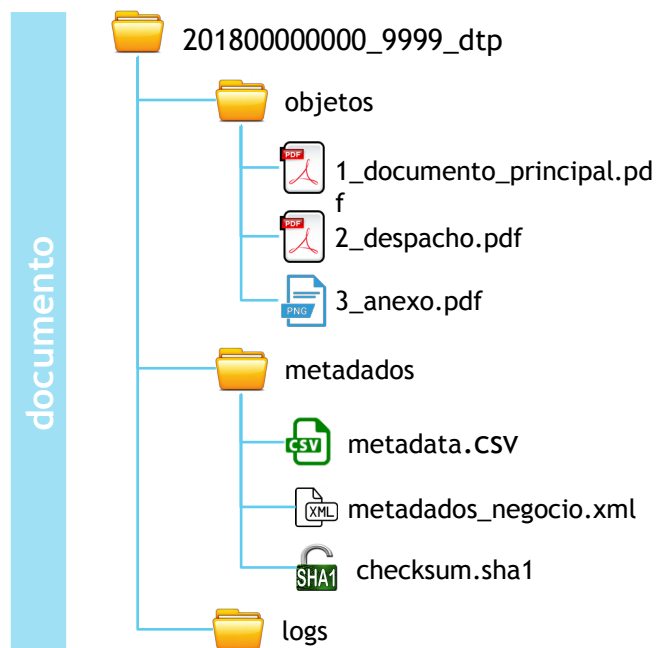 201800000000_9999_dtp
objetos
PDF
1_documento_principal.pd
f
PDF
2_despacho.pdf
PNG
3_anexo.pdf
documento
metadados
CSV
metadata.CSV
XML
metadados_negocio.xml
SHA1
checksum.sha1
logs